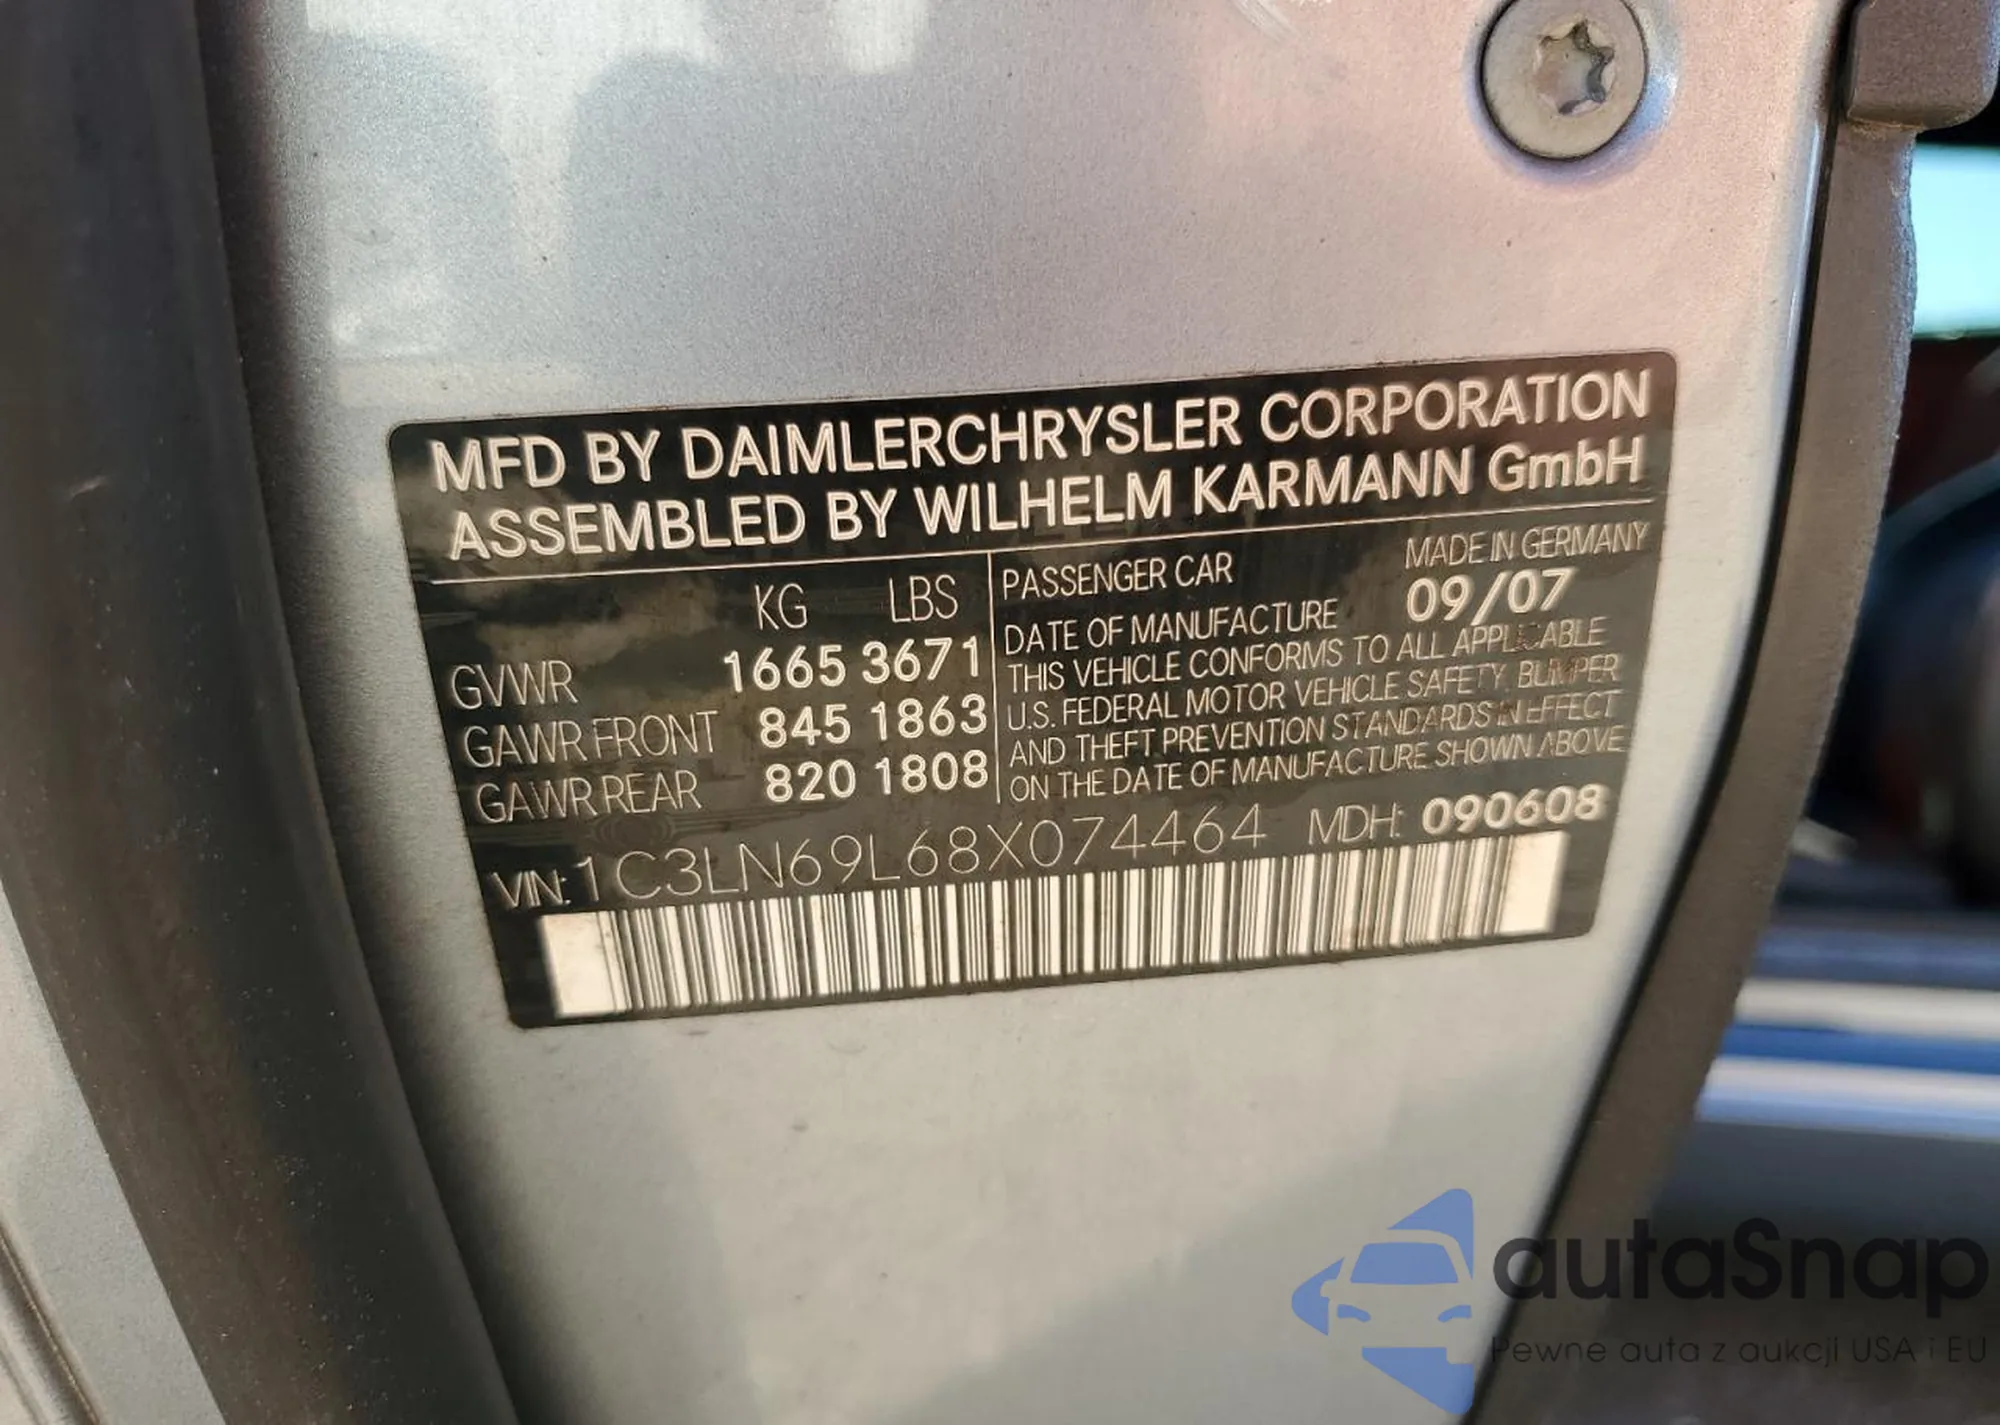 MFD BY DAIMLERCHRYSLER CORPORATION
ASSEMBLED BY WILHELM KARMANN GmbH
KG LBS
GVWR 1665 3671
GAWR FRONT 845 1863
GAWR REAR 820 1808
PASSENGER CAR MADE IN GERMANY
DATE OF MANUFACTURE 09/07
THIS VEHICLE CONFORMS TO ALL APPLICABLE
U.S. FEDERAL MOTOR VEHICLE SAFETY, BUMPER
AND THEFT PREVENTION STANDARDS IN EFFECT
ON THE DATE OF MANUFACTURE SHOWN ABOVE
VIN: 1C3LN69L68X074464 MDH: 090608
autaSnap
Pewne auta z aukcji USA i EU